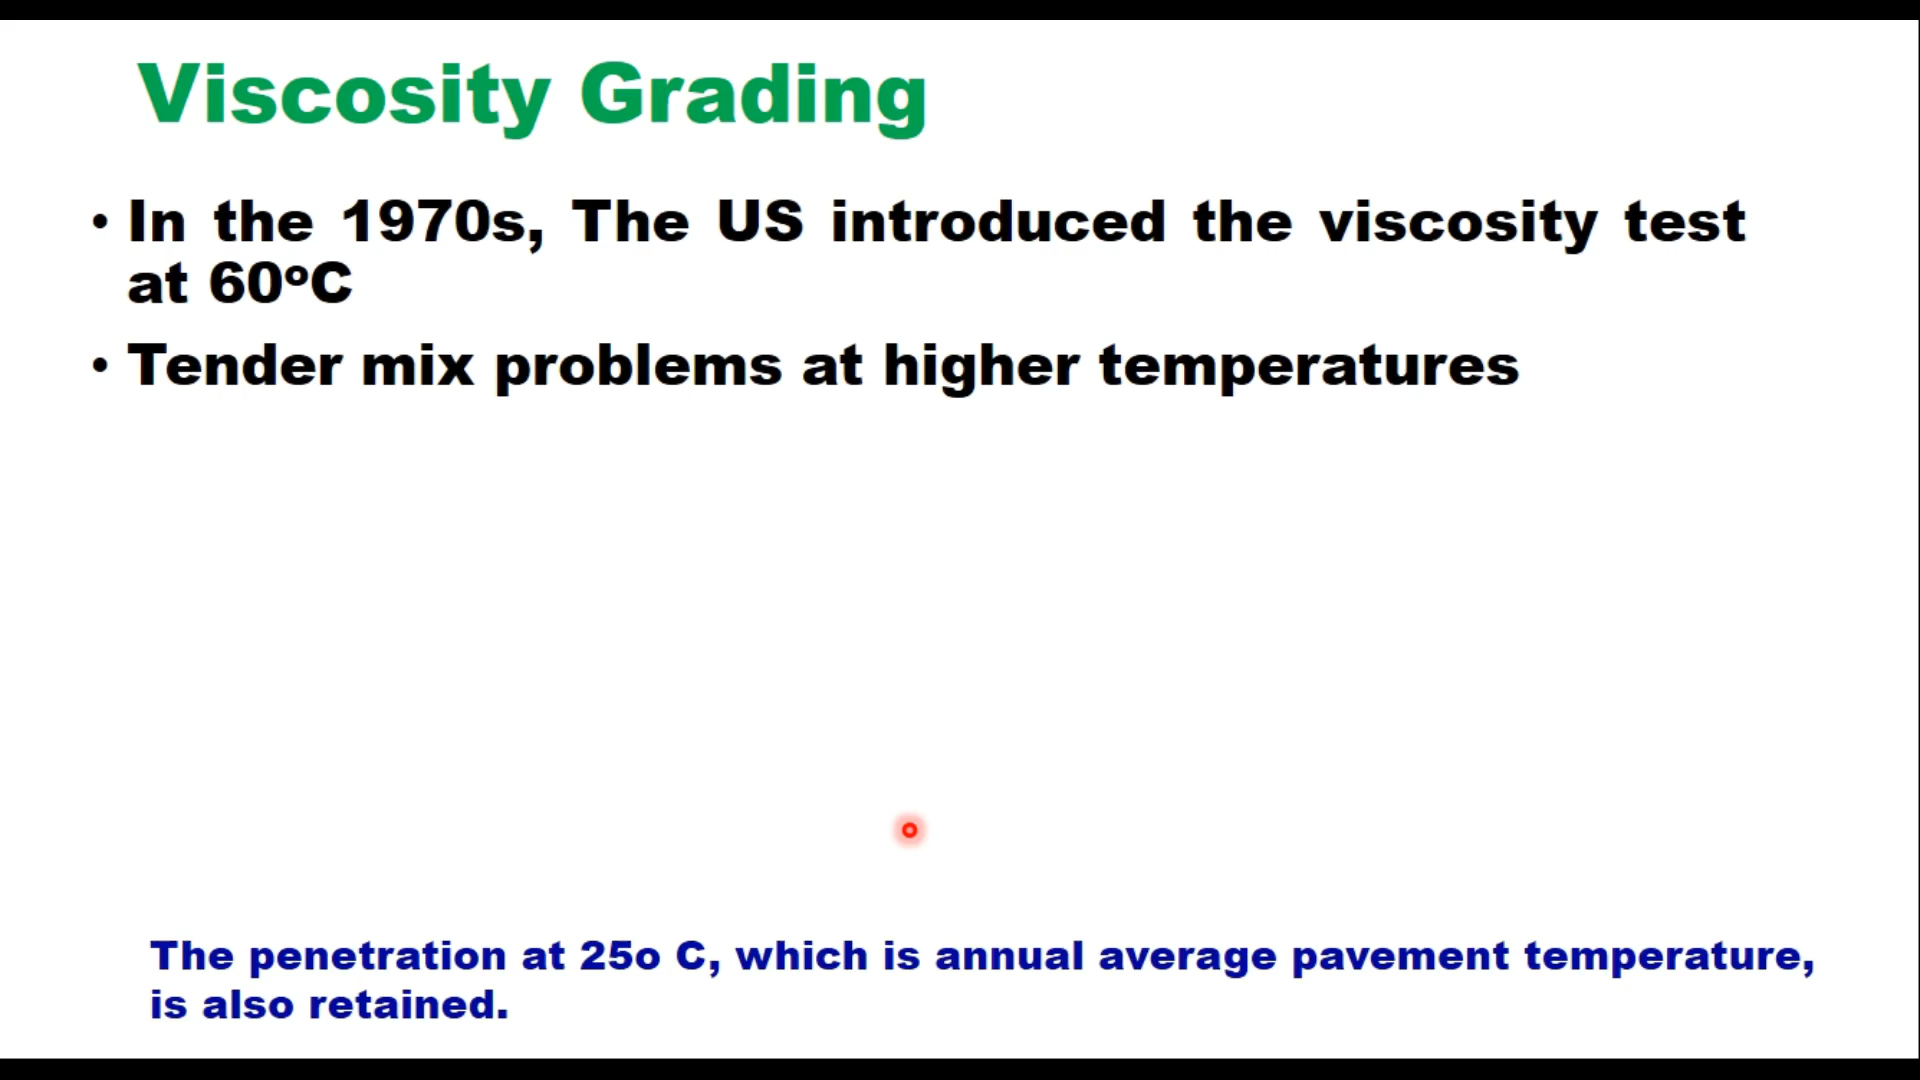 Viscosity Grading
• In the 1970s, The US introduced the viscosity test
at 60ᵒC
• Tender mix problems at higher temperatures
The penetration at 25o C, which is annual average pavement temperature,
is also retained.